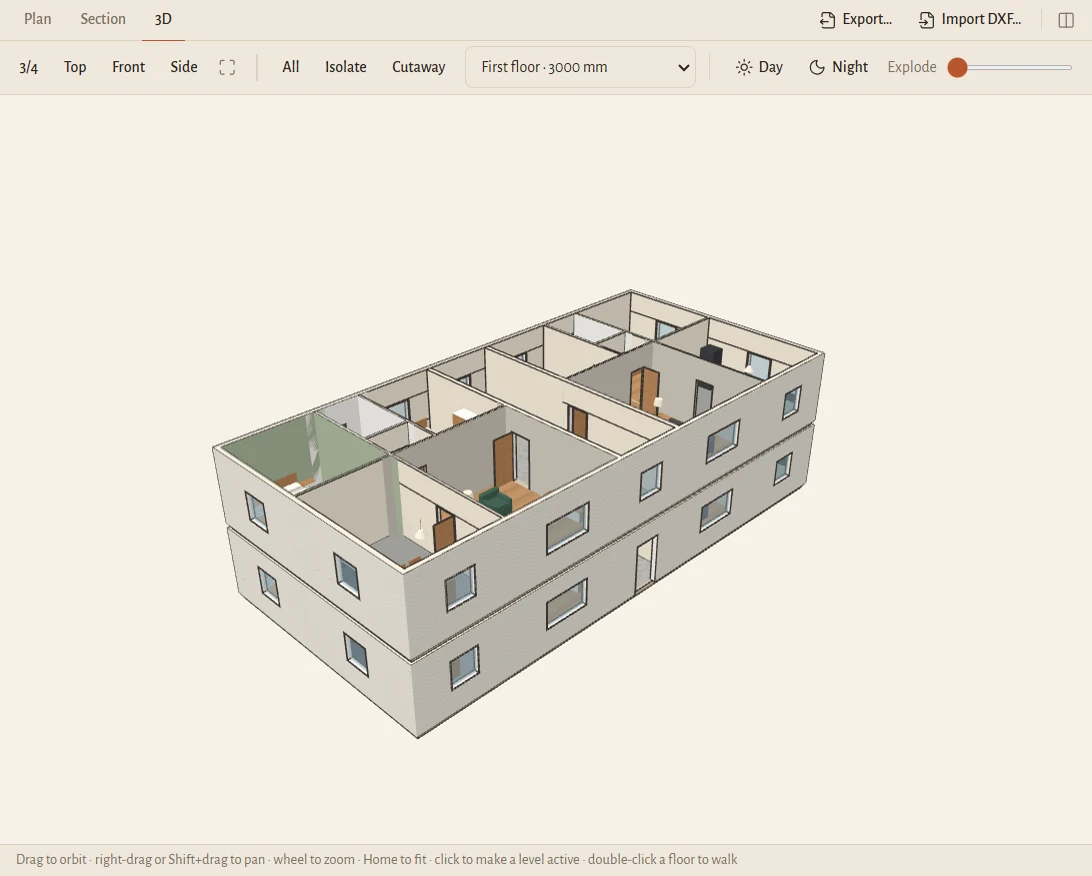 Plan Section 3D Export... Import DXF...
3/4 Top Front Side All Isolate Cutaway First floor · 3000 mm Day Night Explode
Drag to orbit · right-drag or Shift+drag to pan · wheel to zoom · Home to fit · click to make a level active · double-click a floor to walk